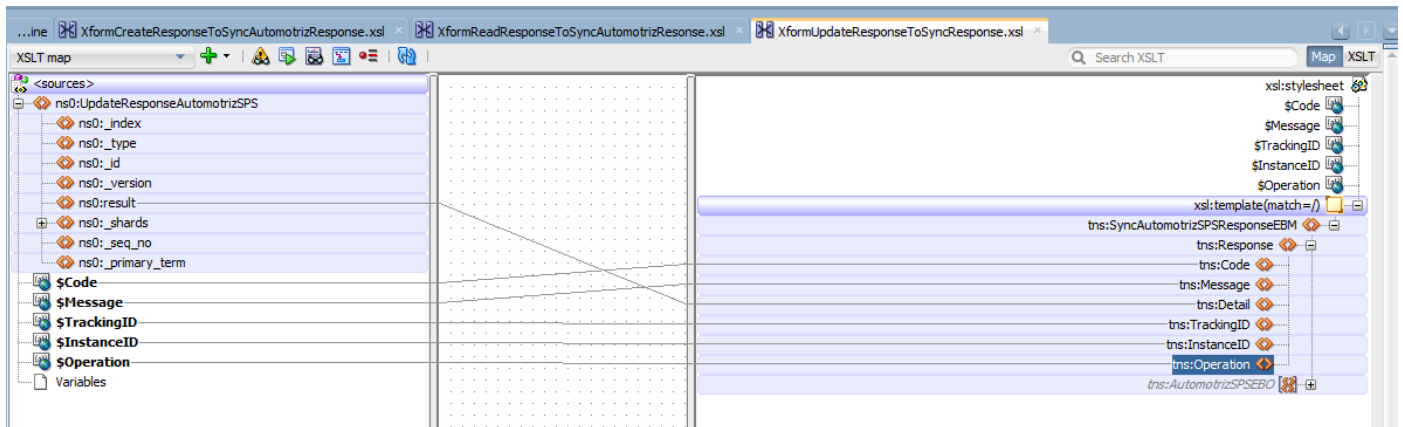 ...ine XformCreateResponseToSyncAutomotrizResponse.xsl × XformReadResponseToSyncAutomotrizResonse.xsl × XformUpdateResponseToSyncResponse.xsl ×
XSLT map Search XSLT Map XSLT
<sources> xsl:stylesheet
ns0:UpdateResponseAutomotrizSPS $Code
ns0:_index $Message
ns0:_type $TrackingID
ns0:_id $InstanceID
ns0:_version $Operation
ns0:result xsl:template(match=/)
ns0:_shards tns:SyncAutomotrizSPSResponseEBM
ns0:_seq_no tns:Response
ns0:_primary_term tns:Code
$Code tns:Message
$Message tns:Detail
$TrackingID tns:TrackingID
$InstanceID tns:InstanceID
$Operation tns:Operation
Variables tns:AutomotrizSPSEBO